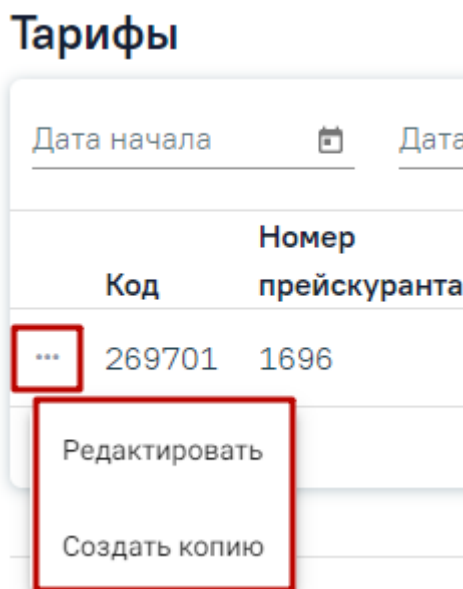 Тарифы
Дата начала Дата
Номер
Код прейскуранта
269701 1696
Редактировать
Создать копию